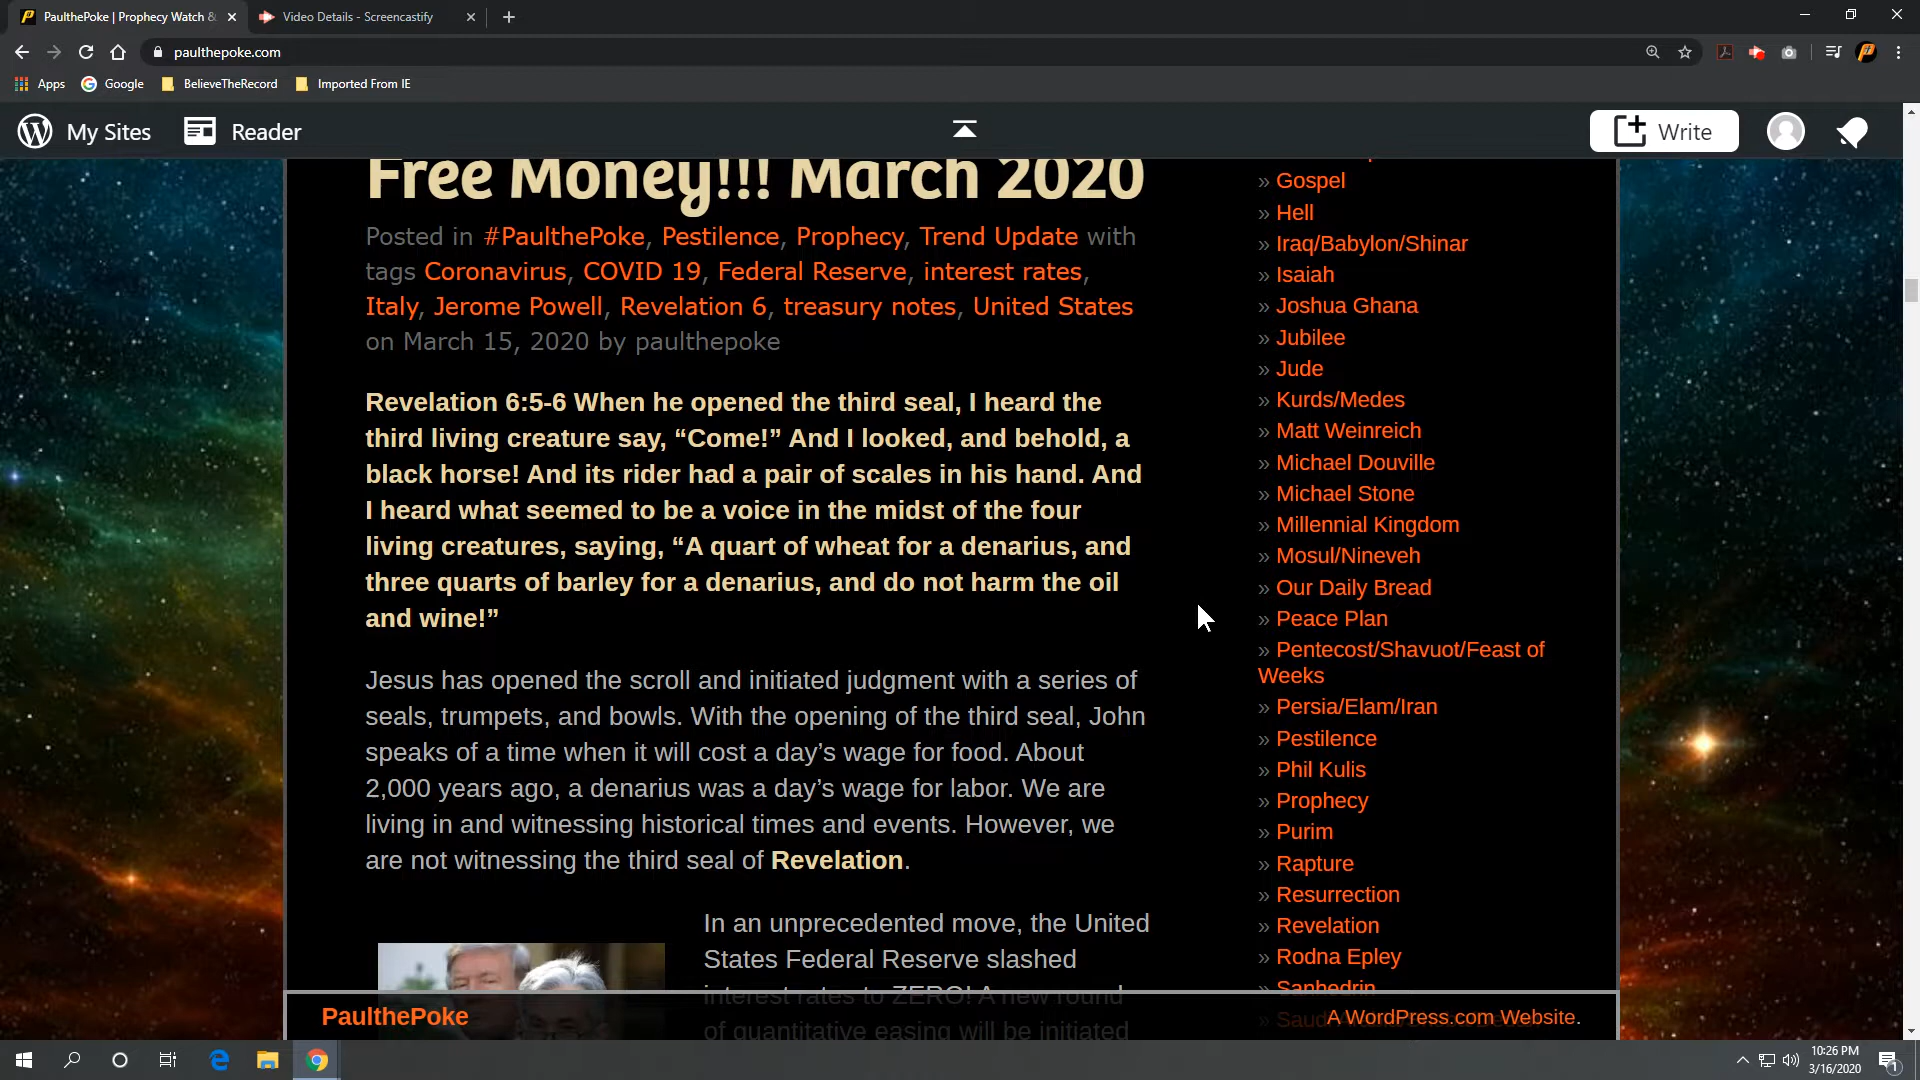 PaulthePoke | Prophecy Watch &
Video Details - Screencastify
paulthepoke.com
Apps
Google
BelieveTheRecord
Imported From IE
My Sites
Reader
Write
Free Money!!! March 2020
Posted in #PaulthePoke, Pestilence, Prophecy, Trend Update with
tags Coronavirus, COVID 19, Federal Reserve, interest rates,
Italy, Jerome Powell, Revelation 6, treasury notes, United States
on March 15, 2020 by paulthepoke
Revelation 6:5-6 When he opened the third seal, I heard the
third living creature say, “Come!” And I looked, and behold, a
black horse! And its rider had a pair of scales in his hand. And
I heard what seemed to be a voice in the midst of the four
living creatures, saying, “A quart of wheat for a denarius, and
three quarts of barley for a denarius, and do not harm the oil
and wine!”
Jesus has opened the scroll and initiated judgment with a series of
seals, trumpets, and bowls. With the opening of the third seal, John
speaks of a time when it will cost a day’s wage for food. About
2,000 years ago, a denarius was a day’s wage for labor. We are
living in and witnessing historical times and events. However, we
are not witnessing the third seal of Revelation.
In an unprecedented move, the United
States Federal Reserve slashed
interest rates to ZERO! A new round
of quantitative easing will be initiated
» Gospel
» Hell
» Iraq/Babylon/Shinar
» Isaiah
» Joshua Ghana
» Jubilee
» Jude
» Kurds/Medes
» Matt Weinreich
» Michael Douville
» Michael Stone
» Millennial Kingdom
» Mosul/Nineveh
» Our Daily Bread
» Peace Plan
» Pentecost/Shavuot/Feast of
Weeks
» Persia/Elam/Iran
» Pestilence
» Phil Kulis
» Prophecy
» Purim
» Rapture
» Resurrection
» Revelation
» Rodna Epley
» Sanhedrin
PaulthePoke
A WordPress.com Website.
10:26 PM
3/16/2020
1